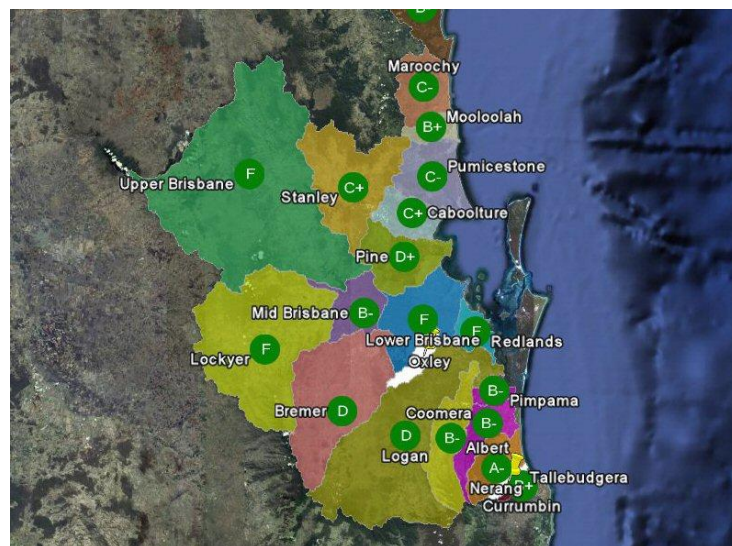 Maroochy
C-
Mooloolah
B+
Pumicestone
C-
Upper Brisbane
F
Stanley
C+
Caboolture
C+
Pine
D+
Mid Brisbane
B-
F
Lower Brisbane
F
Redlands
Lockyer
F
Oxley
Bremer
D
Coomera
B-
Pimpama
B-
Logan
D
B-
Albert
A-
Nerang
Tallebudgera
Currumbin